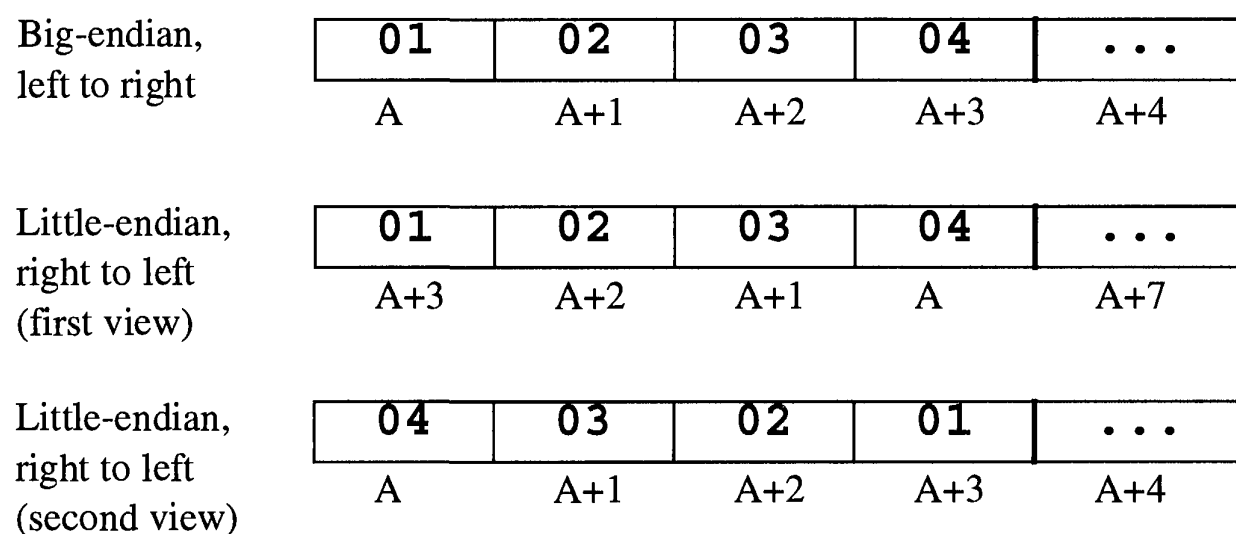 Big-endian,
left to right
01 02 03 04 ...
A A+1 A+2 A+3 A+4
Little-endian,
right to left
(first view)
01 02 03 04 ...
A+3 A+2 A+1 A A+7
Little-endian,
right to left
(second view)
04 03 02 01 ...
A A+1 A+2 A+3 A+4